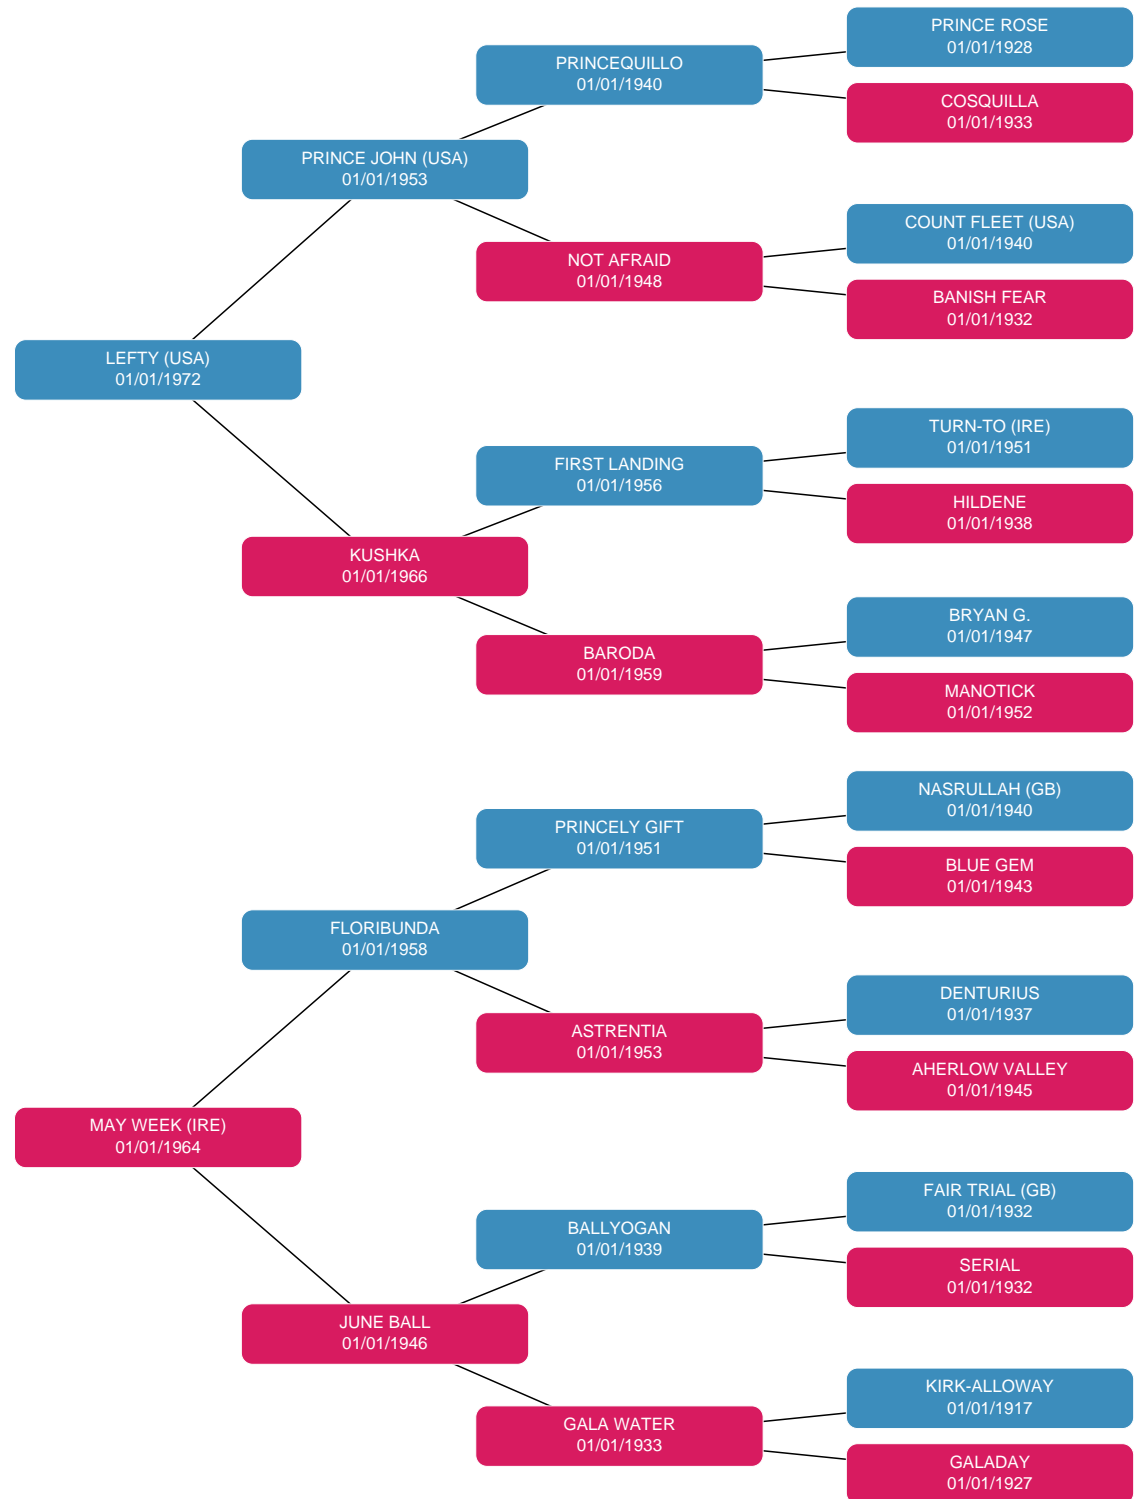 PRINCE ROSE
01/01/1928
PRINCEQUILLO
01/01/1940
COSQUILLA
01/01/1933
PRINCE JOHN (USA)
01/01/1953
COUNT FLEET (USA)
01/01/1940
NOT AFRAID
01/01/1948
BANISH FEAR
01/01/1932
LEFTY (USA)
01/01/1972
TURN-TO (IRE)
01/01/1951
FIRST LANDING
01/01/1956
HILDENE
01/01/1938
KUSHKA
01/01/1966
BRYAN G.
01/01/1947
BARODA
01/01/1959
MANOTICK
01/01/1952
NASRULLAH (GB)
01/01/1940
PRINCELY GIFT
01/01/1951
BLUE GEM
01/01/1943
FLORIBUNDA
01/01/1958
DENTURIUS
01/01/1937
ASTRENTIA
01/01/1953
AHERLOW VALLEY
01/01/1945
MAY WEEK (IRE)
01/01/1964
FAIR TRIAL (GB)
01/01/1932
BALLYOGAN
01/01/1939
SERIAL
01/01/1932
JUNE BALL
01/01/1946
KIRK-ALLOWAY
01/01/1917
GALA WATER
01/01/1933
GALADAY
01/01/1927